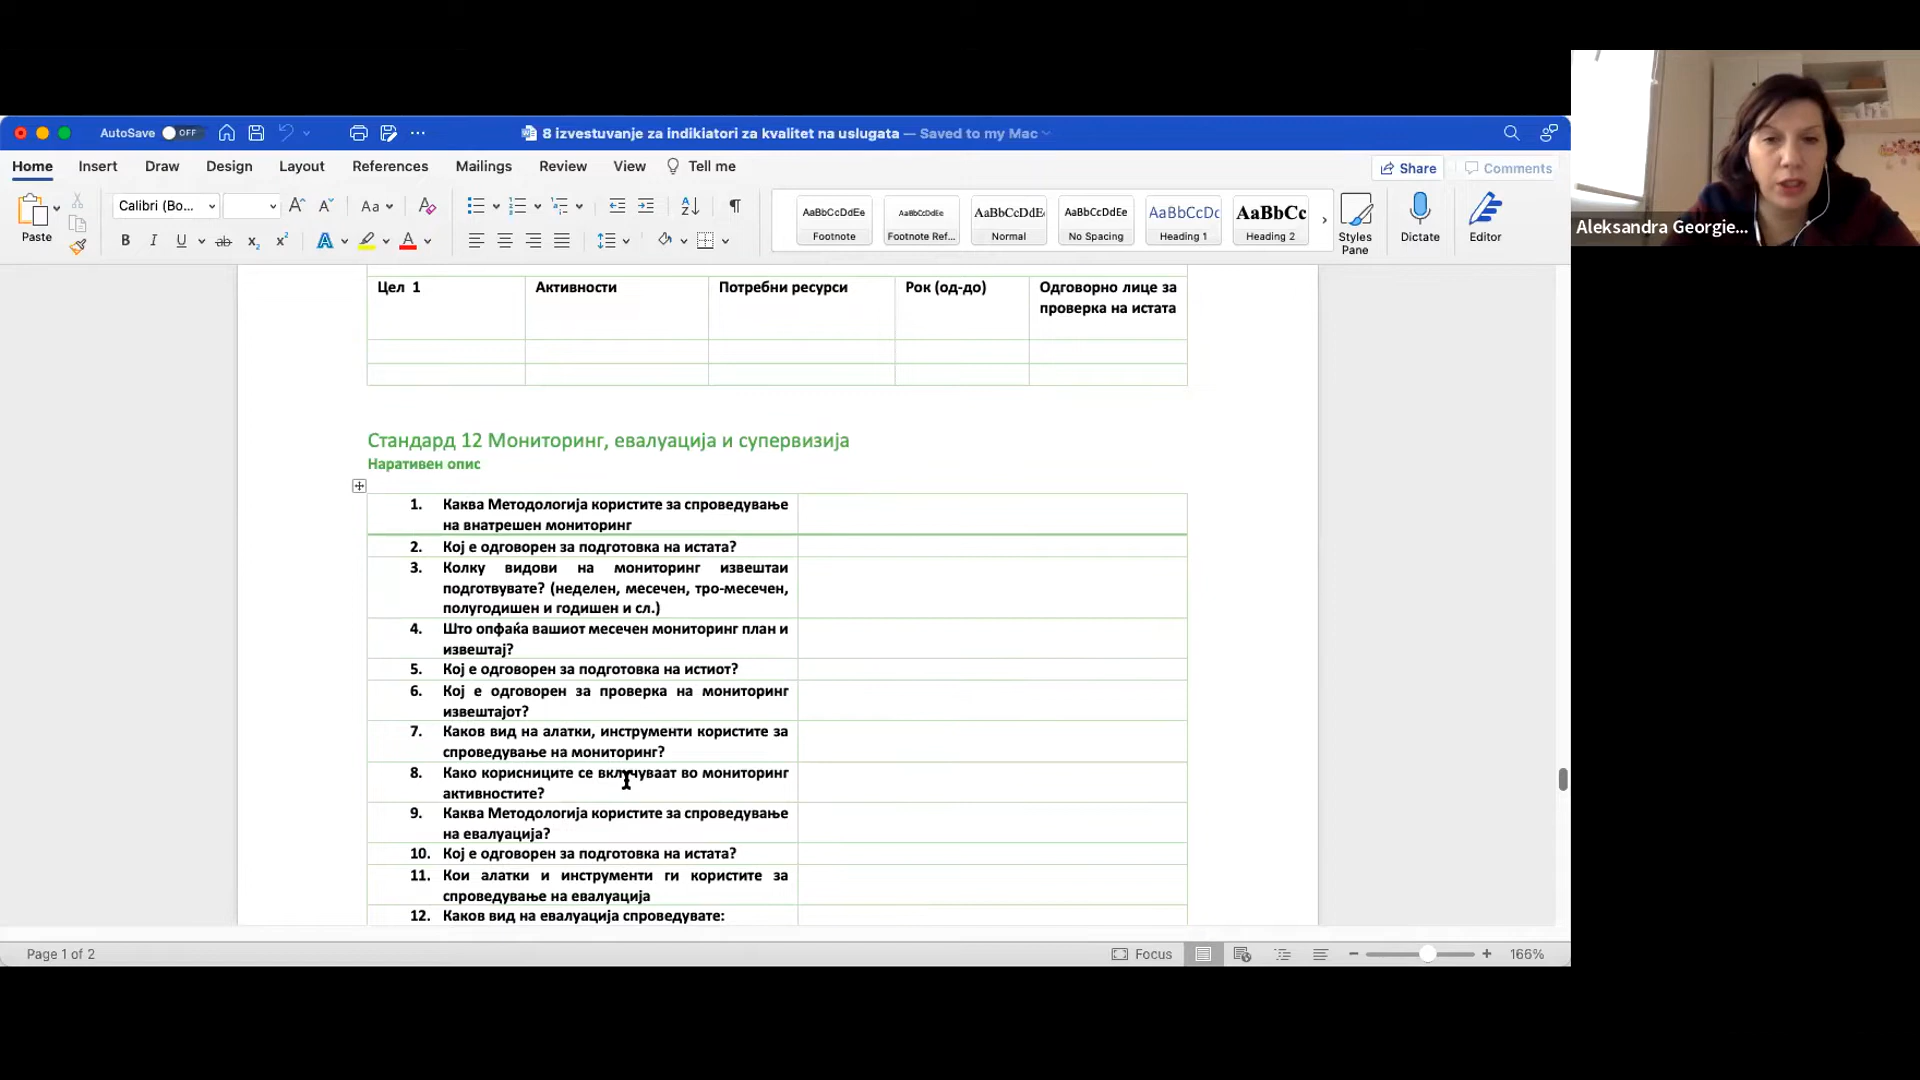 AutoSave OFF 8 izvestuvanje za indikiatori za kvalitet na uslugata — Saved to my Mac
Home Insert Draw Design Layout References Mailings Review View Tell me Share Comments
Calibri (Bo... Aa
AaBbCcDdEe AaBbCcDdEe AaBbCcDdE AaBbCcDdEe AaBbCcDc AaBbCc
Paste Footnote Footnote Ref... Normal No Spacing Heading 1 Heading 2 Styles Pane Dictate Editor
Aleksandra Georgie...
Цел 1 Активности Потребни ресурси Рок (од-до) Одговорно лице за
проверка на истата
Стандард 12 Мониторинг, евалуација и супервизија
Наративен опис
1. Каква Методологија користите за спроведување
на внатрешен мониторинг
2. Кој е одговорен за подготовка на истата?
3. Колку видови на мониторинг извештаи
подготвувате? (неделен, месечен, тро-месечен,
полугодишен и годишен и сл.)
4. Што опфаќа вашиот месечен мониторинг план и
извештај?
5. Кој е одговорен за подготовка на истиот?
6. Кој е одговорен за проверка на мониторинг
извештајот?
7. Каков вид на алатки, инструменти користите за
спроведување на мониторинг?
8. Како корисниците се вклучуваат во мониторинг
активностите?
9. Каква Методологија користите за спроведување
на евалуација?
10. Кој е одговорен за подготовка на истата?
11. Кои алатки и инструменти ги користите за
спроведување на евалуација
12. Каков вид на евалуација спроведувате:
Page 1 of 2 Focus 166%